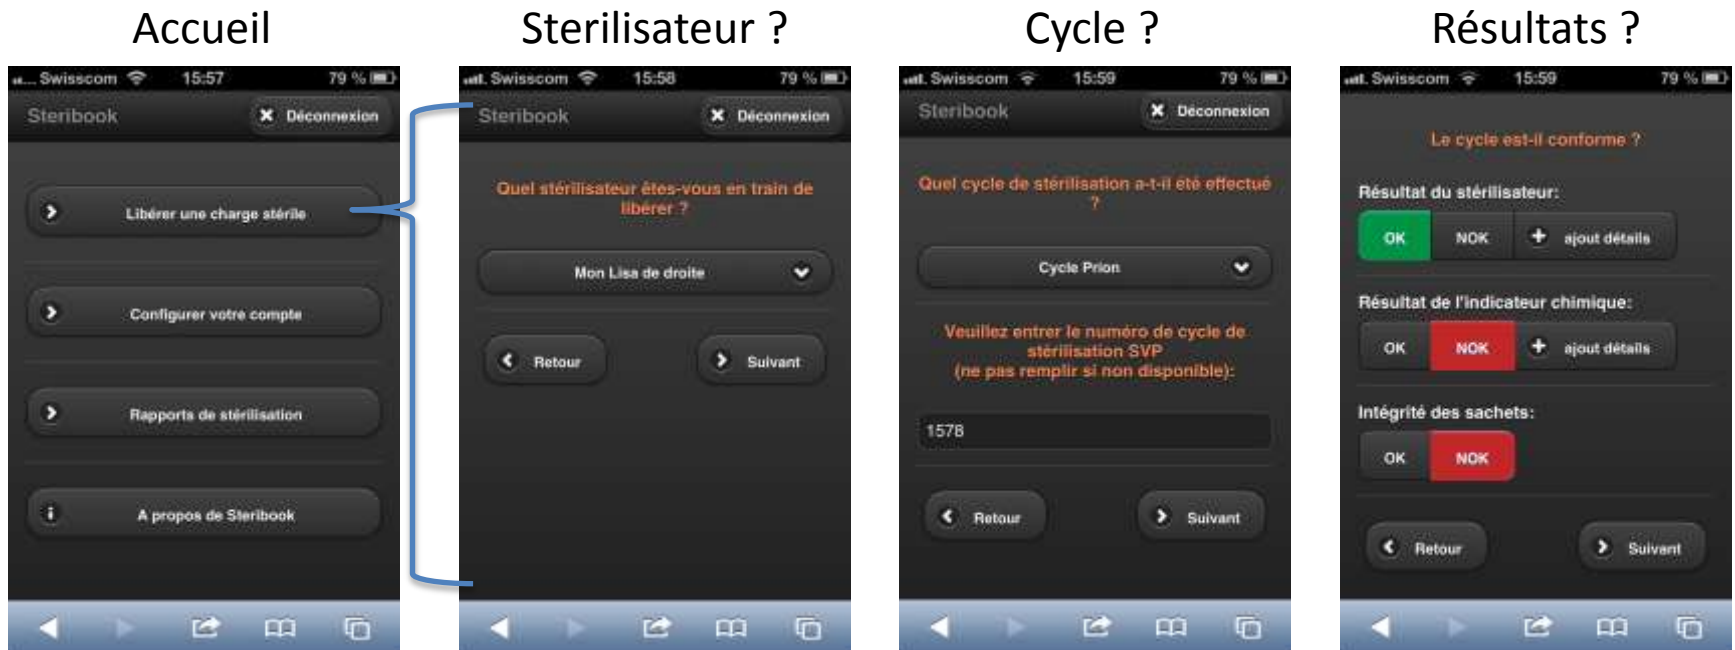 Accueil
Swisscom 15:57 79 %
Steribook
Déconnexion
Libérer une charge stérile
Configurer votre compte
Rapports de stérilisation
A propos de Steribook
Sterilisateur ?
Swisscom 15:58 79 %
Steribook
Déconnexion
Quel stérilisateur êtes-vous en train de
libérer ?
Mon Lisa de droite
Retour
Suivant
Cycle ?
Swisscom 15:59 79 %
Steribook
Déconnexion
Quel cycle de stérilisation a-t-il été effectué
?
Cycle Prion
Veuillez entrer le numéro de cycle de
stérilisation SVP
(ne pas remplir si non disponible):
1578
Retour
Suivant
Résultats ?
Swisscom 15:59 79 %
Le cycle est-il conforme ?
Résultat du stérilisateur:
OK NOK ajout détails
Résultat de l'indicateur chimique:
OK NOK ajout détails
Intégrité des sachets:
OK NOK
Retour
Suivant